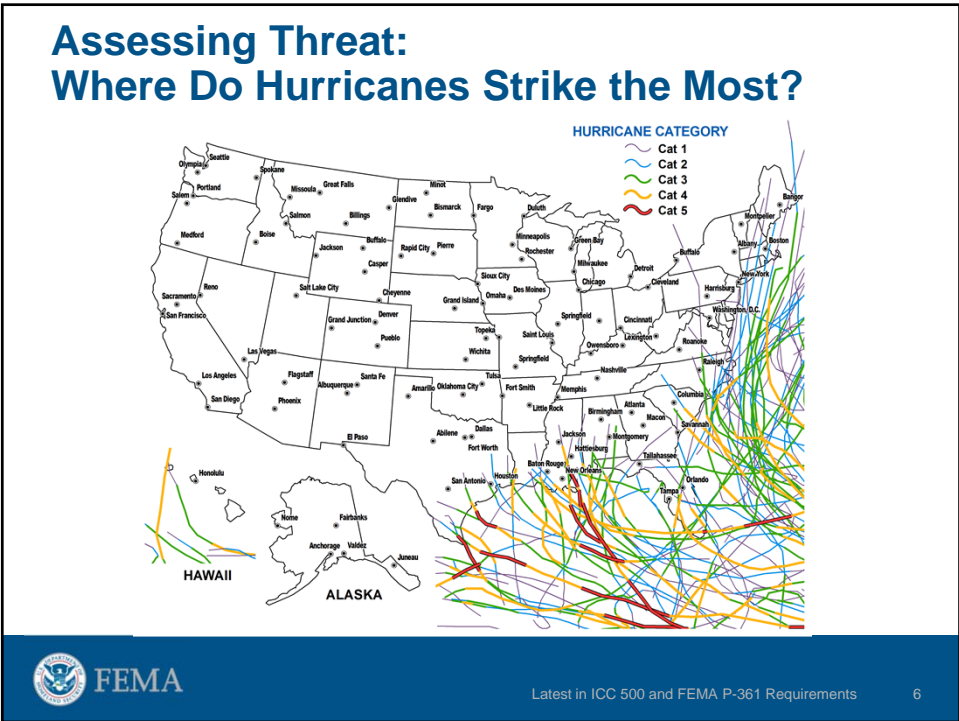 Assessing Threat:
Where Do Hurricanes Strike the Most?
HURRICANE CATEGORY
Cat 1
Cat 2
Cat 3
Cat 4
Cat 5
Seattle
Olympia
Spokane
Portland
Salem
Missoula
Great Falls
Minot
Glendive
Bismarck
Fargo
Duluth
Bangor
Montpelier
Salmon
Billings
Medford
Boise
Jackson
Buffalo
Rapid City
Pierre
Minneapolis
Rochester
Green Bay
Milwaukee
Buffalo
Albany
Boston
Casper
Sioux City
Detroit
New York
Reno
Salt Lake City
Cheyenne
Grand Island
Omaha
Des Moines
Chicago
Cleveland
Harrisburg
Sacramento
San Francisco
Grand Junction
Denver
Pueblo
Topeka
Saint Louis
Springfield
Cincinnati
Washington, D.C.
Las Vegas
Wichita
Springfield
Owensboro
Lexington
Roanoke
Raleigh
Los Angeles
Flagstaff
Albuquerque
Santa Fe
Amarillo
Oklahoma City
Tulsa
Fort Smith
Memphis
Nashville
San Diego
Phoenix
Little Rock
Birmingham
Atlanta
Columbia
Macon
Savannah
El Paso
Abilene
Dallas
Fort Worth
Jackson
Hattiesburg
Montgomery
Tallahassee
San Antonio
Houston
Baton Rouge
New Orleans
Tampa
Orlando
Honolulu
Nome
Fairbanks
Anchorage
Valdez
Juneau
HAWAII
ALASKA
U.S. DEPARTMENT OF
HOMELAND SECURITY
FEMA
Latest in ICC 500 and FEMA P-361 Requirements
6